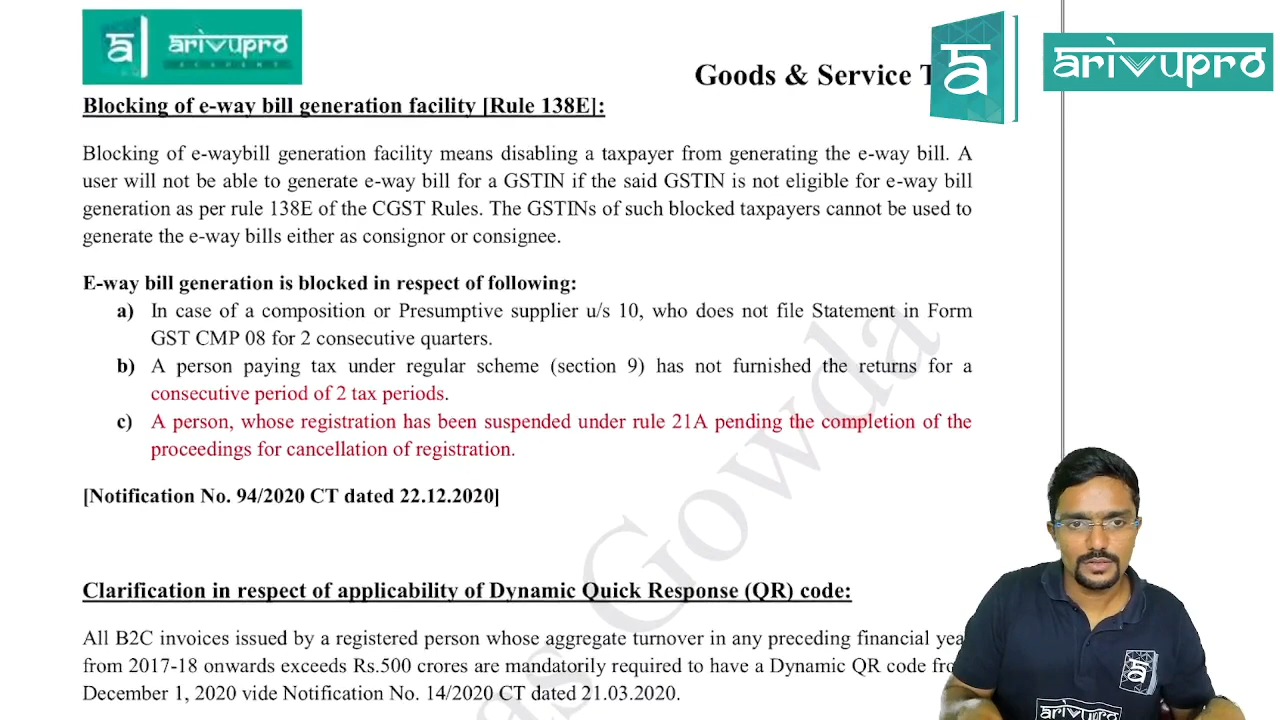 arivupro
ACADEMY
arivupro
Goods & Service T
Blocking of e-way bill generation facility [Rule 138E]:
Blocking of e-waybill generation facility means disabling a taxpayer from generating the e-way bill. A
user will not be able to generate e-way bill for a GSTIN if the said GSTIN is not eligible for e-way bill
generation as per rule 138E of the CGST Rules. The GSTINs of such blocked taxpayers cannot be used to
generate the e-way bills either as consignor or consignee.
E-way bill generation is blocked in respect of following:
a) In case of a composition or Presumptive supplier u/s 10, who does not file Statement in Form
GST CMP 08 for 2 consecutive quarters.
b) A person paying tax under regular scheme (section 9) has not furnished the returns for a
consecutive period of 2 tax periods.
c) A person, whose registration has been suspended under rule 21A pending the completion of the
proceedings for cancellation of registration.
[Notification No. 94/2020 CT dated 22.12.2020]
Clarification in respect of applicability of Dynamic Quick Response (QR) code:
All B2C invoices issued by a registered person whose aggregate turnover in any preceding financial yea
from 2017-18 onwards exceeds Rs.500 crores are mandatorily required to have a Dynamic QR code fro
December 1, 2020 vide Notification No. 14/2020 CT dated 21.03.2020.
as Gowda
arivupro